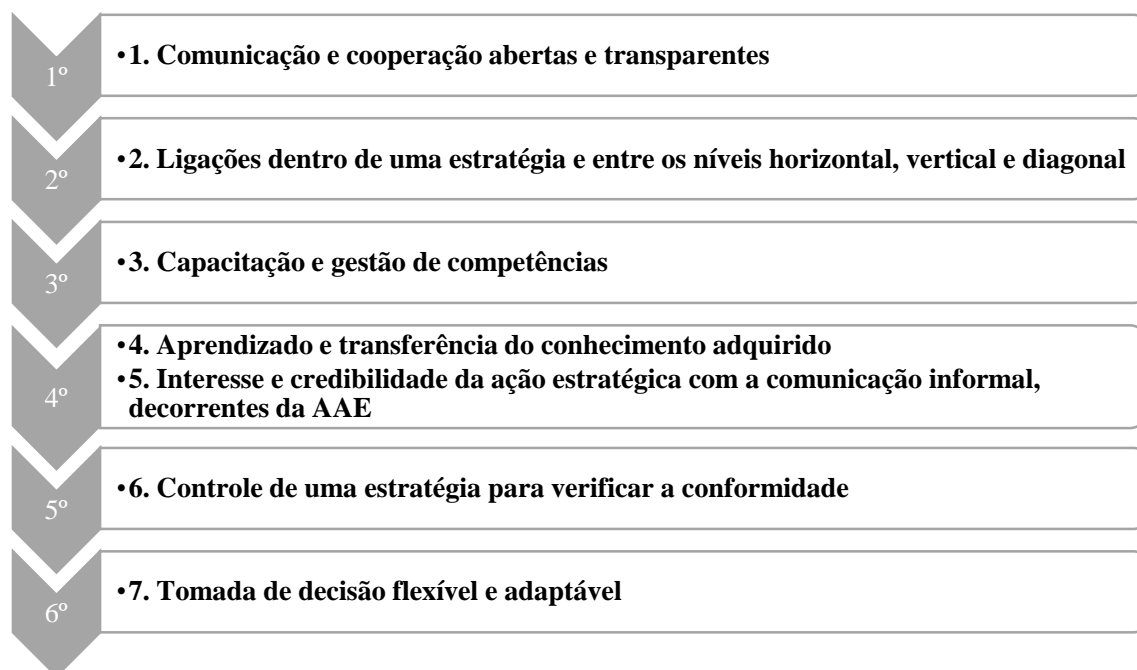 1º
•1. Comunicação e cooperação abertas e transparentes
2º
•2. Ligações dentro de uma estratégia e entre os níveis horizontal, vertical e diagonal
3º
•3. Capacitação e gestão de competências
4º
•4. Aprendizado e transferência do conhecimento adquirido
•5. Interesse e credibilidade da ação estratégica com a comunicação informal,
decorrentes da AAE
5º
•6. Controle de uma estratégia para verificar a conformidade
6º
•7. Tomada de decisão flexível e adaptável